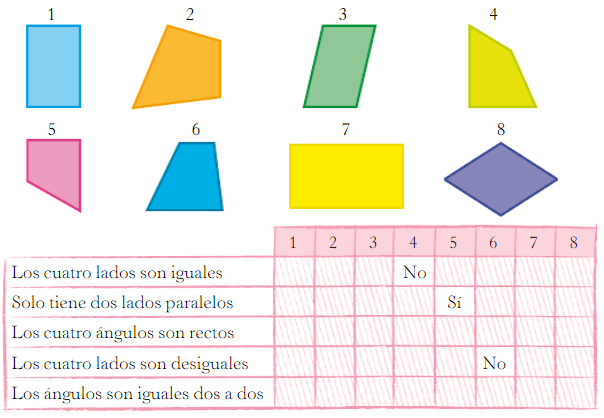 1 2 3 4
5 6 7 8
1 2 3 4 5 6 7 8
Los cuatro lados son iguales No
Solo tiene dos lados paralelos Sí
Los cuatro ángulos son rectos
Los cuatro lados son desiguales No
Los ángulos son iguales dos a dos